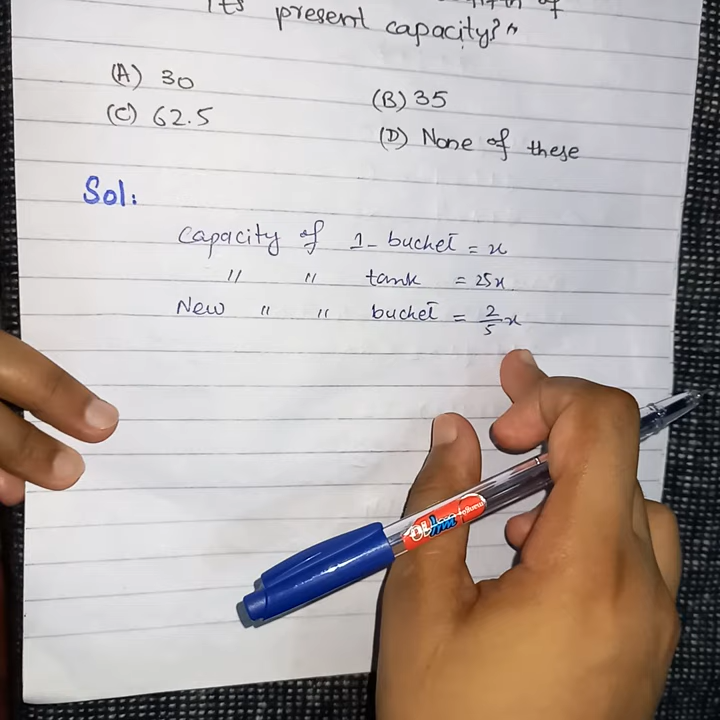 its present capacity?"
(A) 30
(B) 35
(C) 62.5
(D) None of these
Sol:
Capacity of 1- bucket = x
" " tank = 25x.
New " " bucket = 2/5 x